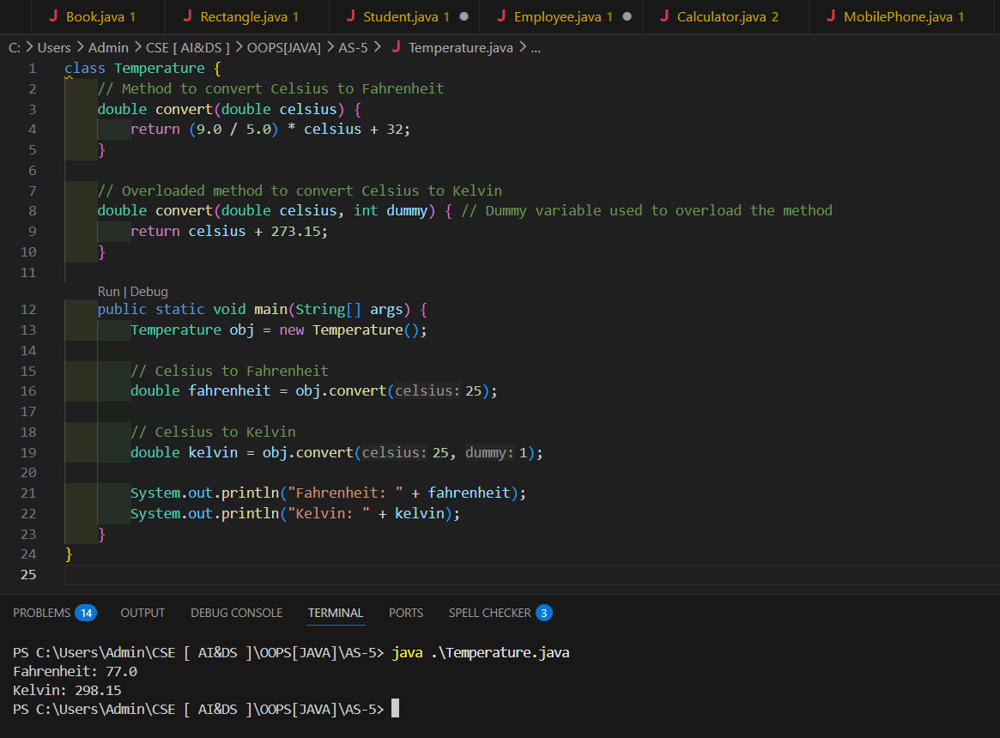 J Book.java 1 J Rectangle.java 1 J Student.java 1 ● J Employee.java 1 ● J Calculator.java 2 J MobilePhone.java 1
C: > Users > Admin > CSE [ AI&DS ] > OOPS[JAVA] > AS-5 > J Temperature.java > ...
1 class Temperature {
2     // Method to convert Celsius to Fahrenheit
3     double convert(double celsius) {
4         return (9.0 / 5.0) * celsius + 32;
5     }
6
7     // Overloaded method to convert Celsius to Kelvin
8     double convert(double celsius, int dummy) { // Dummy variable used to overload the method
9         return celsius + 273.15;
10     }
11
Run | Debug
12     public static void main(String[] args) {
13         Temperature obj = new Temperature();
14
15         // Celsius to Fahrenheit
16         double fahrenheit = obj.convert(celsius: 25);
17
18         // Celsius to Kelvin
19         double kelvin = obj.convert(celsius: 25, dummy: 1);
20
21         System.out.println("Fahrenheit: " + fahrenheit);
22         System.out.println("Kelvin: " + kelvin);
23     }
24 }
25
PROBLEMS 14 OUTPUT DEBUG CONSOLE TERMINAL PORTS SPELL CHECKER 3
PS C:\Users\Admin\CSE [ AI&DS ]\OOPS[JAVA]\AS-5> java .\Temperature.java
Fahrenheit: 77.0
Kelvin: 298.15
PS C:\Users\Admin\CSE [ AI&DS ]\OOPS[JAVA]\AS-5>